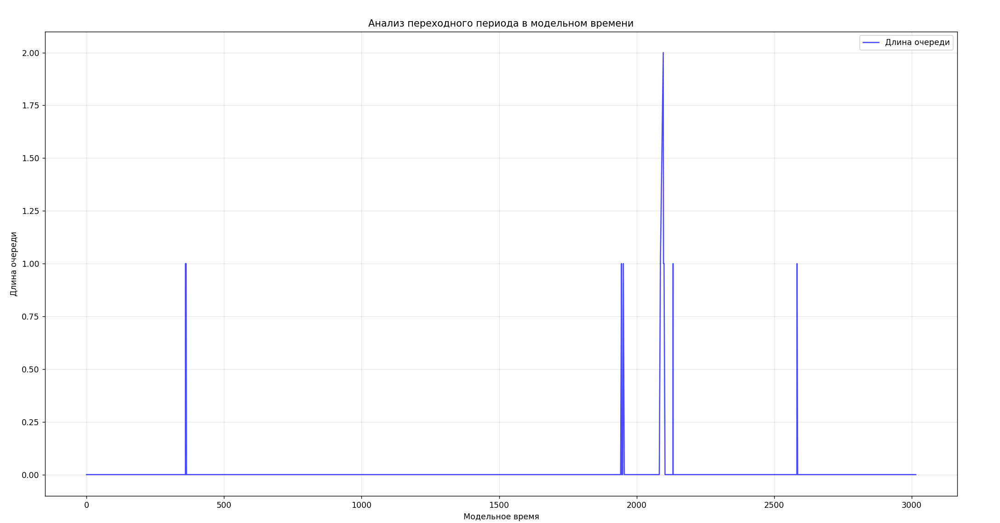 Анализ переходного периода в модельном времени
Длина очереди
2.00
1.75
1.50
1.25
1.00
0.75
0.50
0.25
0.00
Длина очереди
0 500 1000 1500 2000 2500 3000
Модельное время